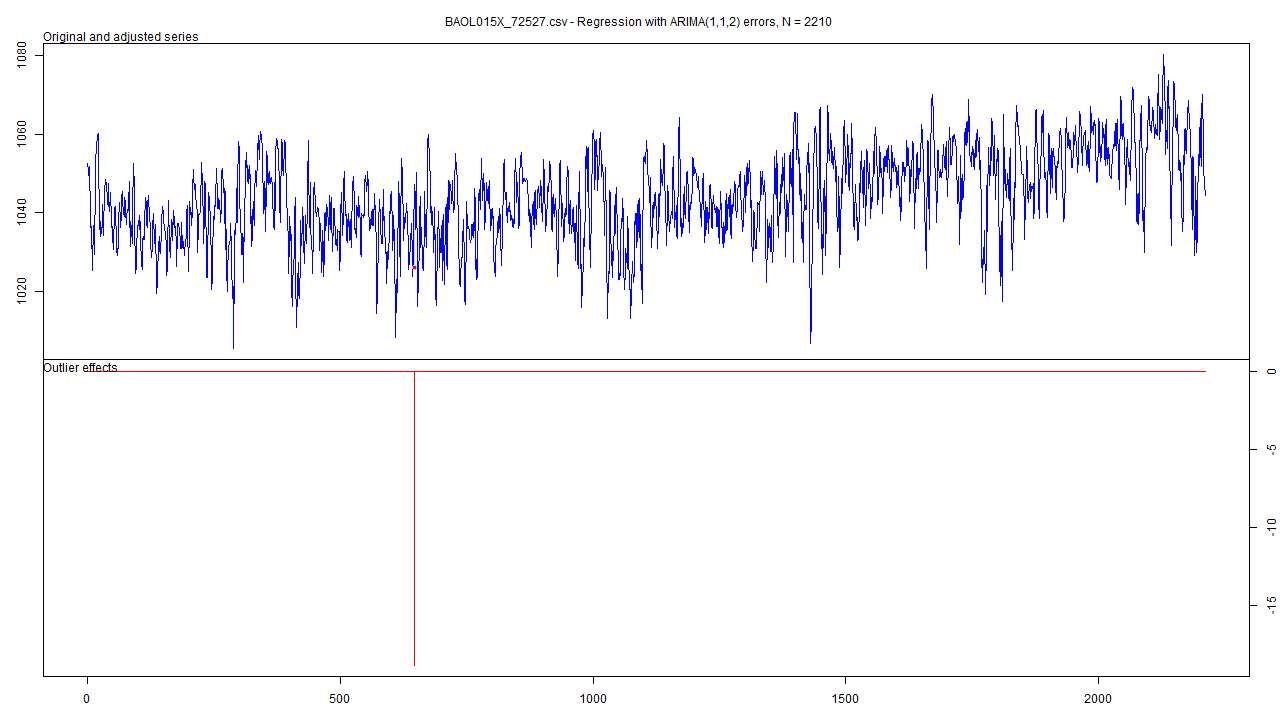 BAOL015X_72527.csv - Regression with ARIMA(1,1,2) errors, N = 2210
Original and adjusted series
1080
1060
1040
1020
Outlier effects
0
-5
-10
-15
0 500 1000 1500 2000